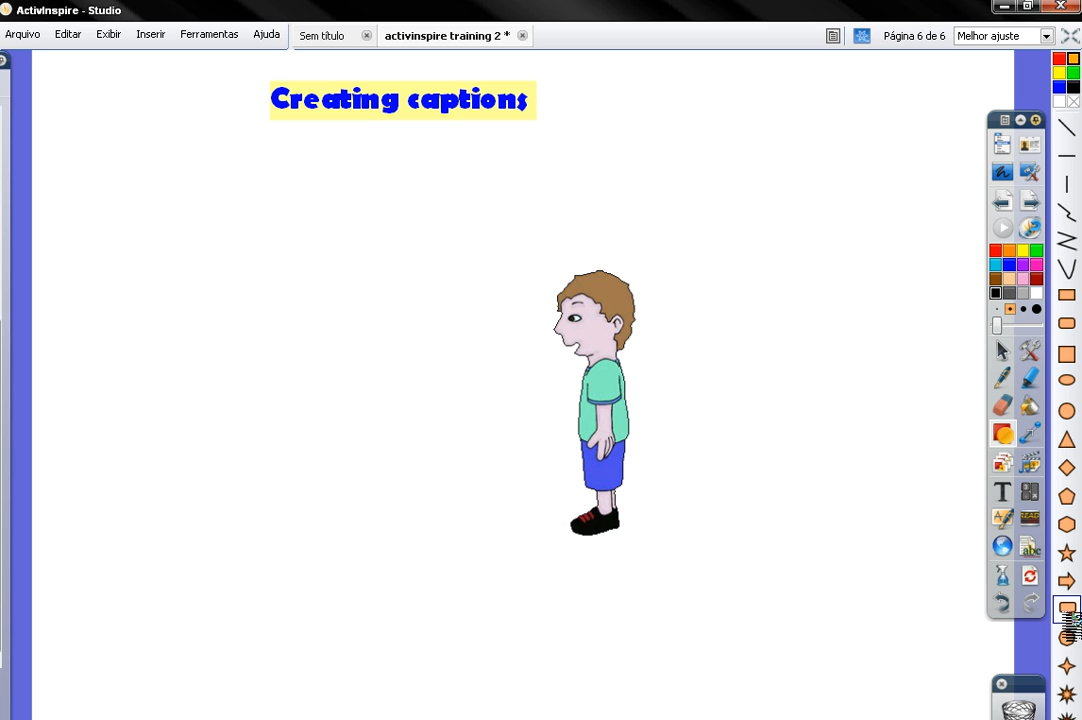 ActivInspire - Studio
Arquivo Editar Exibir Inserir Ferramentas Ajuda Sem título activinspire training 2 * Página 6 de 6 Melhor ajuste
Creating captions
T
abc